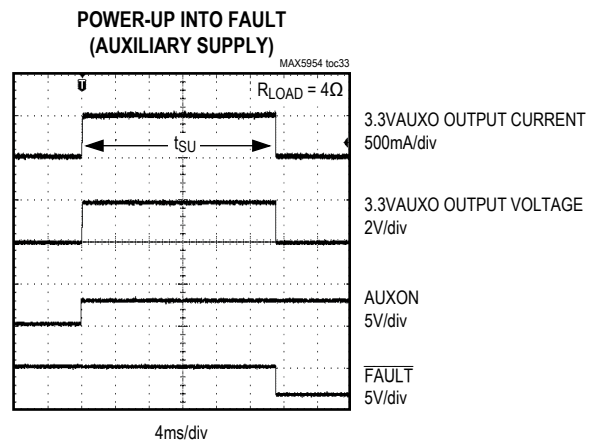 POWER-UP INTO FAULT
(AUXILIARY SUPPLY)
MAX5954 toc33
T
RLOAD = 4Ω
tSU
3.3VAUXO OUTPUT CURRENT
500mA/div
3.3VAUXO OUTPUT VOLTAGE
2V/div
AUXON
5V/div
FAULT
5V/div
4ms/div